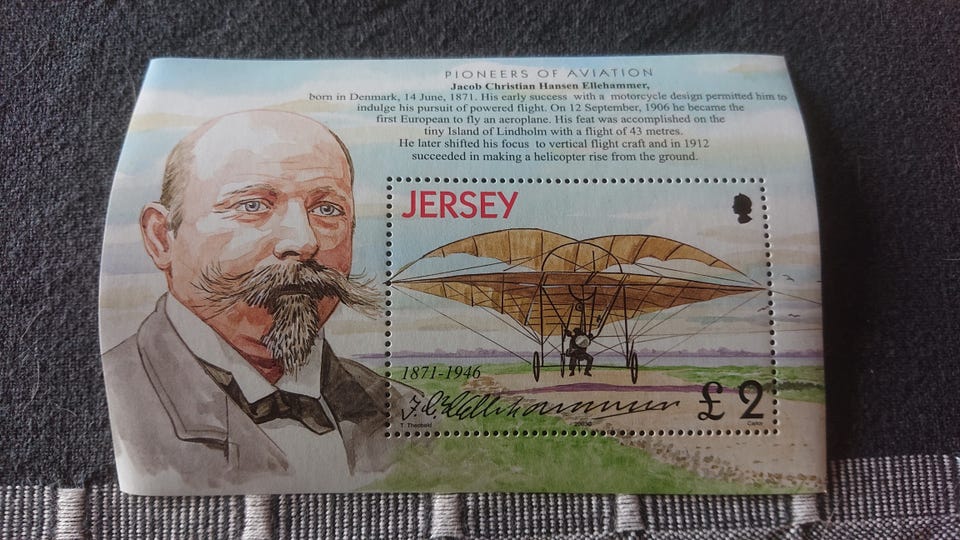 PIONEERS OF AVIATION
Jacob Christian Hansen Ellehammer,
born in Denmark, 14 June, 1871. His early success with a motorcycle design permitted him to
indulge his pursuit of powered flight. On 12 September, 1906 he became the
first European to fly an aeroplane. His feat was accomplished on the
tiny Island of Lindholm with a flight of 43 metres.
He later shifted his focus to vertical flight craft and in 1912
succeeded in making a helicopter rise from the ground.
JERSEY
1871-1946
£2
T. Theobald
Cartor